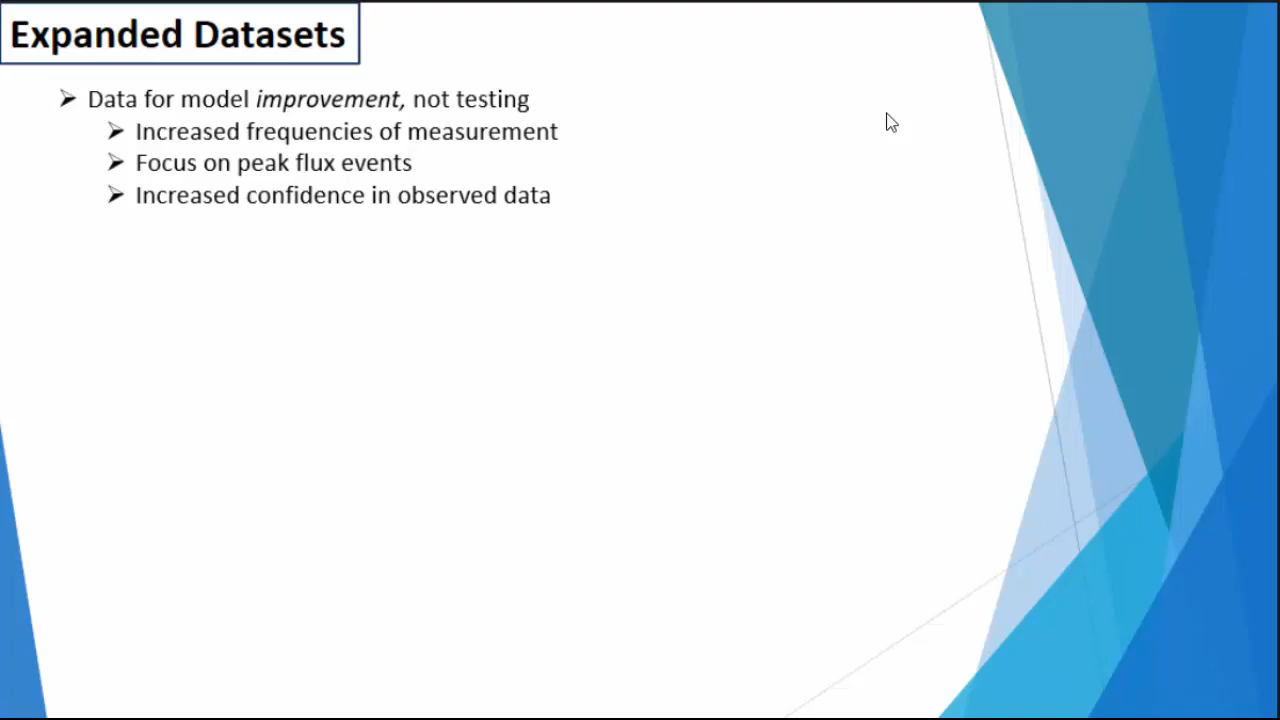 Expanded Datasets
Data for model improvement, not testing
Increased frequencies of measurement
Focus on peak flux events
Increased confidence in observed data